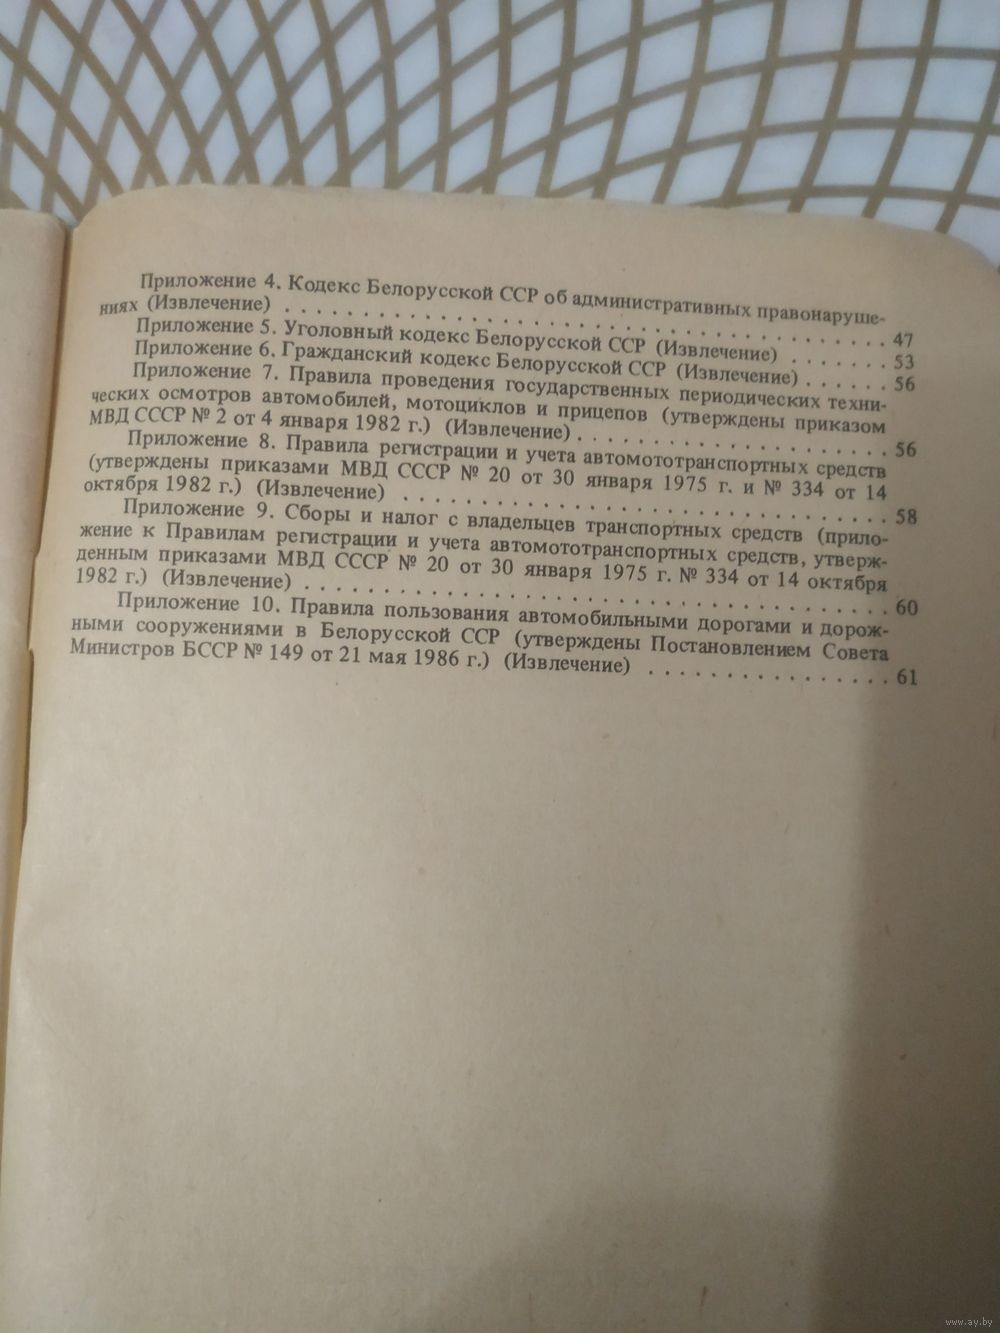 Приложение 4. Кодекс Белорусской ССР об административных правонаруше-
ниях (Извлечение) . . . . . . . . . . . . . . . . . . . . . . . . . . . . . . . . . . . . . . . 47
Приложение 5. Уголовный кодекс Белорусской ССР (Извлечение) . . . . . . . 53
Приложение 6. Гражданский кодекс Белорусской ССР (Извлечение) . . . . . . 56
Приложение 7. Правила проведения государственных периодических техни-
ческих осмотров автомобилей, мотоциклов и прицепов (утверждены приказом
МВД СССР № 2 от 4 января 1982 г.) (Извлечение) . . . . . . . . . . . . . . . . . . . . . 56
Приложение 8. Правила регистрации и учета автомототранспортных средств
(утверждены приказами МВД СССР № 20 от 30 января 1975 г. и № 334 от 14
октября 1982 г.) (Извлечение) . . . . . . . . . . . . . . . . . . . . . . . . . . . . . . . . 58
Приложение 9. Сборы и налог с владельцев транспортных средств (прило-
жение к Правилам регистрации и учета автомототранспортных средств, утверж-
денным приказами МВД СССР № 20 от 30 января 1975 г. № 334 от 14 октября
1982 г.) (Извлечение) . . . . . . . . . . . . . . . . . . . . . . . . . . . . . . . . . . . . . . 60
Приложение 10. Правила пользования автомобильными дорогами и дорож-
ными сооружениями в Белорусской ССР (утверждены Постановлением Совета
Министров БССР № 149 от 21 мая 1986 г.) (Извлечение) . . . . . . . . . . . . . . . . 61
www.ay.by